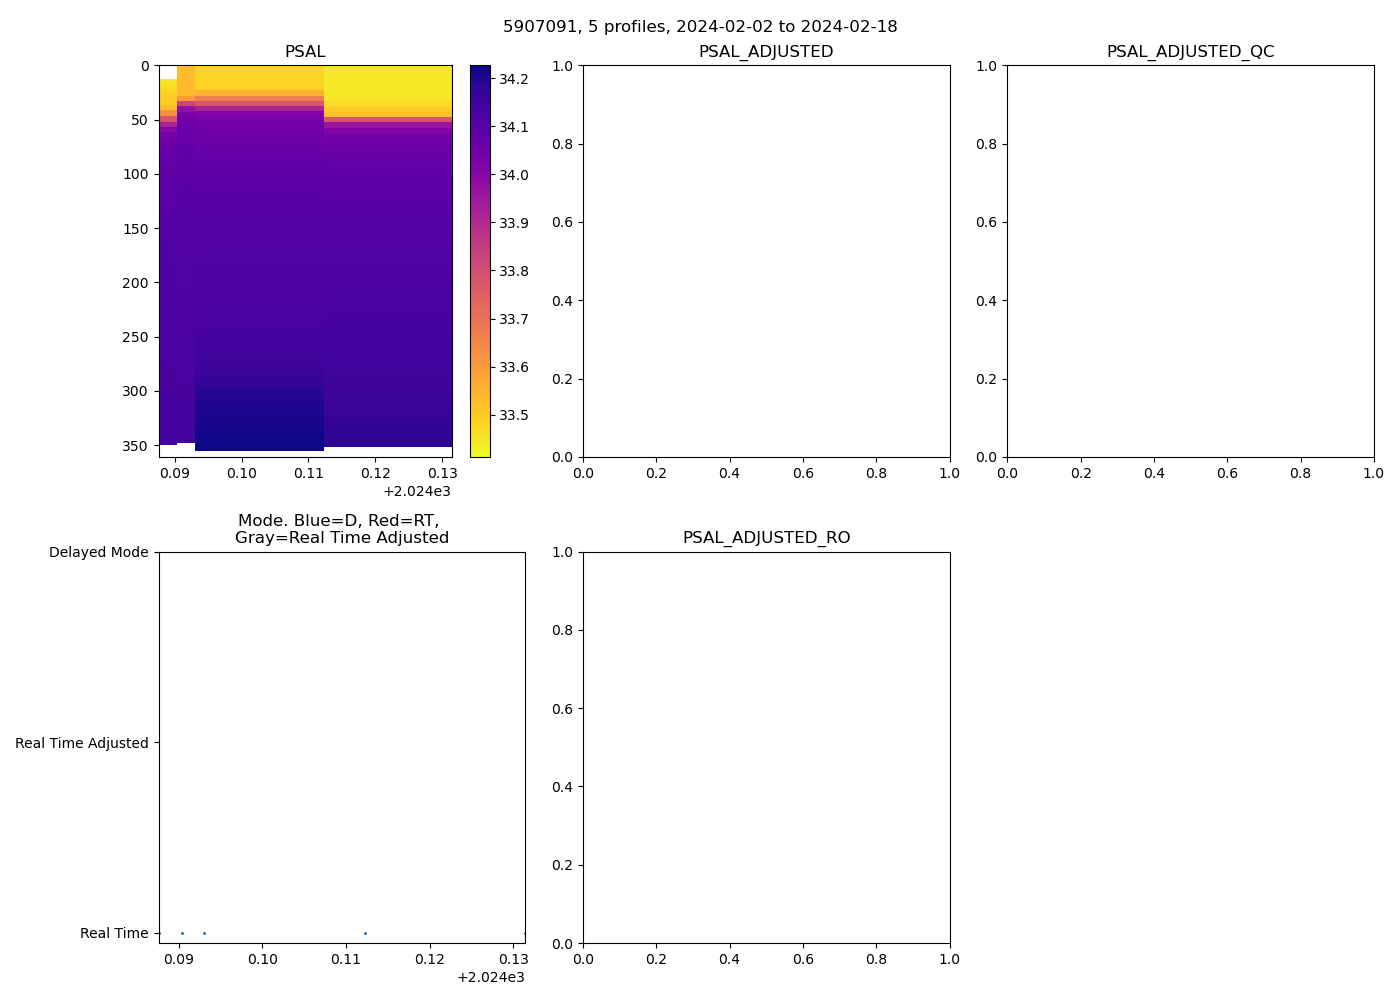 5907091, 5 profiles, 2024-02-02 to 2024-02-18
PSAL
0
50
100
150
200
250
300
350
0.09 0.10 0.11 0.12 0.13
+2.024e3
34.2
34.1
34.0
33.9
33.8
33.7
33.6
33.5
PSAL_ADJUSTED
1.0
0.8
0.6
0.4
0.2
0.0
0.0 0.2 0.4 0.6 0.8 1.0
PSAL_ADJUSTED_QC
1.0
0.8
0.6
0.4
0.2
0.0
0.0 0.2 0.4 0.6 0.8 1.0
Mode. Blue=D, Red=RT,
Gray=Real Time Adjusted
Delayed Mode
Real Time Adjusted
Real Time
0.09 0.10 0.11 0.12 0.13
+2.024e3
PSAL_ADJUSTED_RO
1.0
0.8
0.6
0.4
0.2
0.0
0.0 0.2 0.4 0.6 0.8 1.0